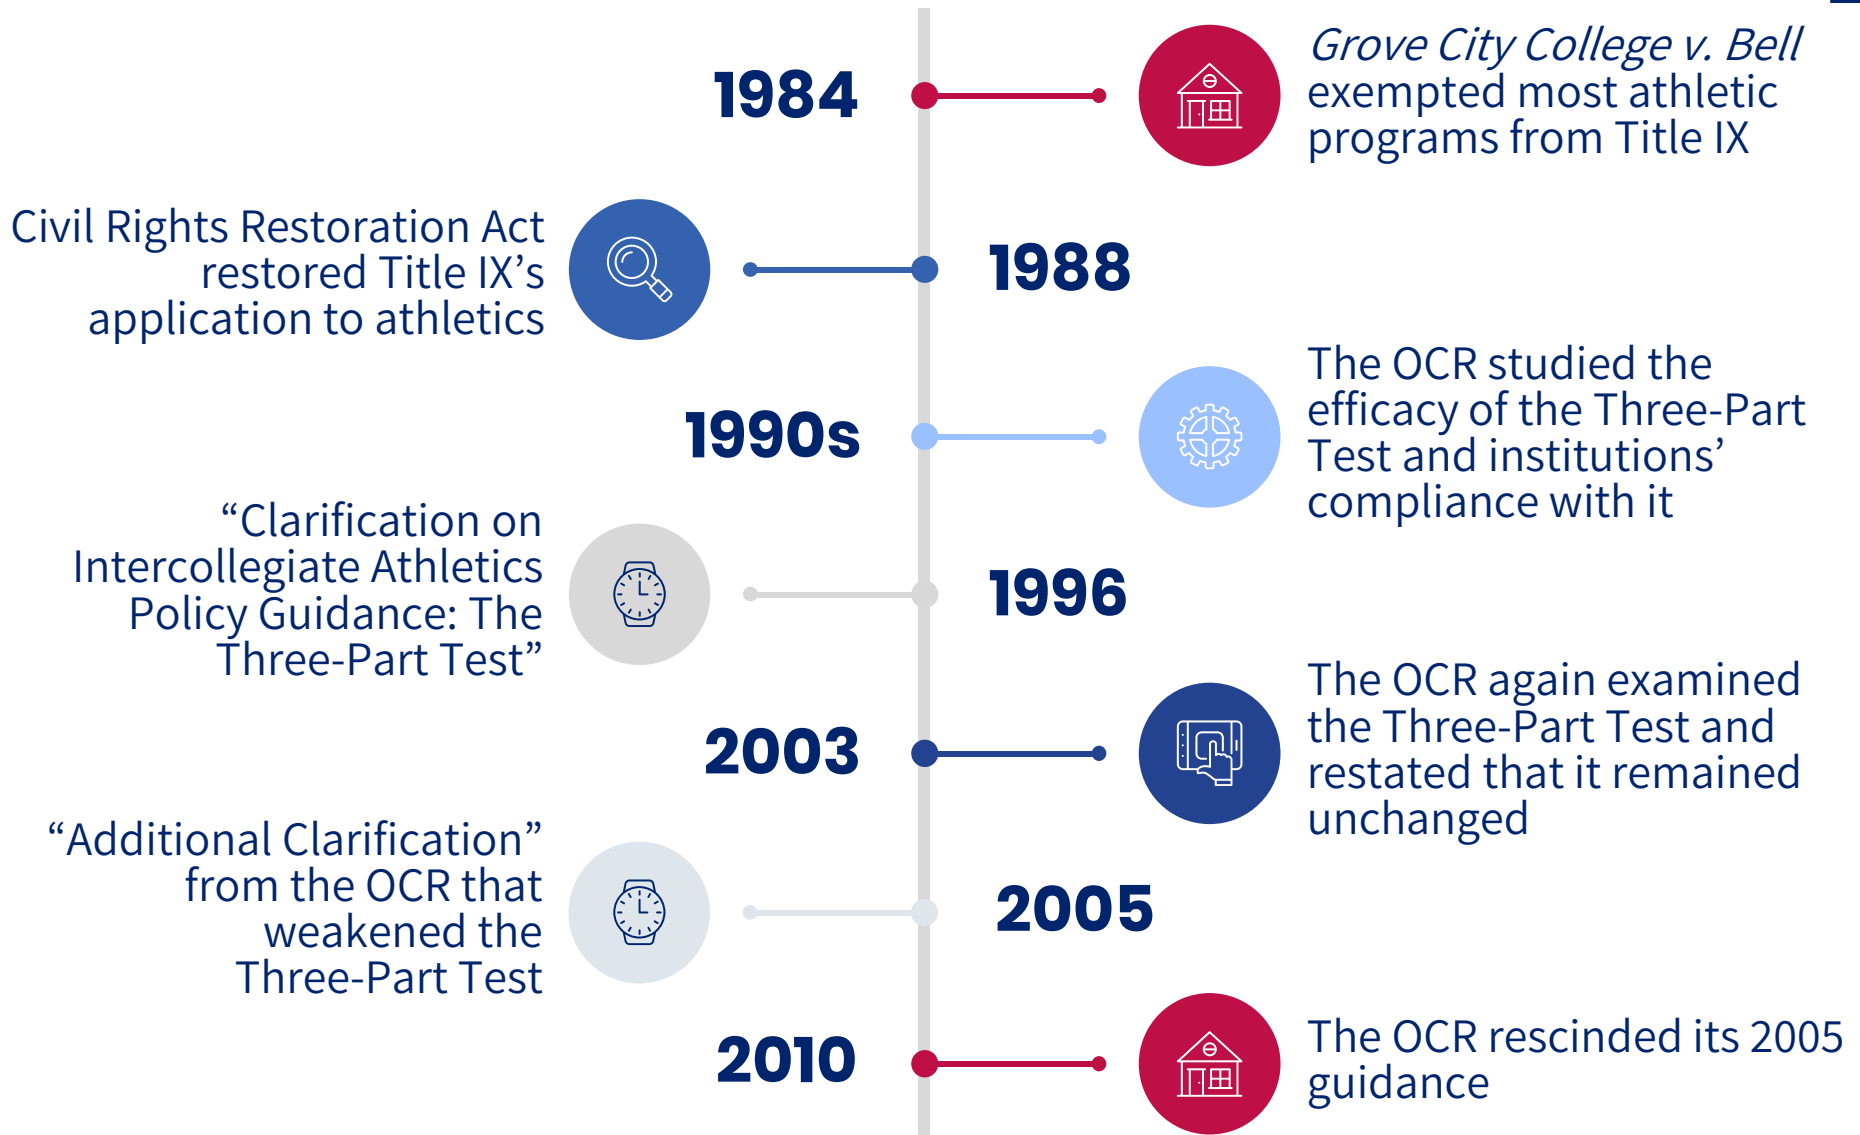 1984
Grove City College v. Bell
exempted most athletic
programs from Title IX
Civil Rights Restoration Act
restored Title IX’s
application to athletics
1988
1990s
The OCR studied the
efficacy of the Three-Part
Test and institutions’
compliance with it
“Clarification on
Intercollegiate Athletics
Policy Guidance: The
Three-Part Test”
1996
2003
The OCR again examined
the Three-Part Test and
restated that it remained
unchanged
“Additional Clarification”
from the OCR that
weakened the
Three-Part Test
2005
2010
The OCR rescinded its 2005
guidance